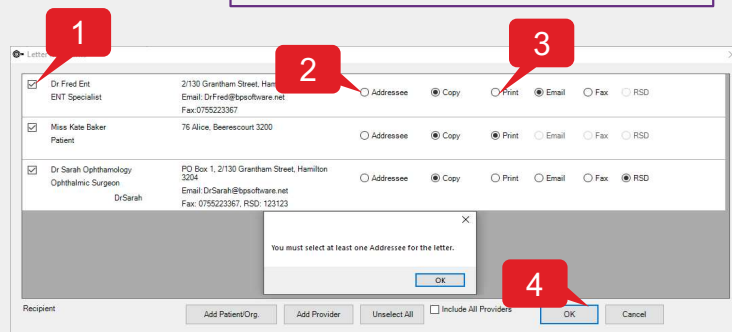 1
2
3
Letter
Dr Fred Ent
ENT Specialist
2/130 Grantham Street,
Email: DrFred@bpsoftware.net
Fax:0755223367
Addressee Copy Print Email Fax RSD
Miss Kate Baker
Patient
76 Alice, Beerescourt 3200
Addressee Copy Print Email Fax RSD
Dr Sarah Ophthamology
Ophthalmic Surgeon
DrSarah
PO Box 1, 2/130 Grantham Street, Hamilton
3204
Email:DrSarah@bpsoftware.net
Fax: 0755223367, RSD: 123123
Addressee Copy Print Email Fax RSD
You must select at least one Addressee for the letter.
OK
4
Recipient
Add Patient/Org. Add Provider Unselect All Include All Providers OK Cancel